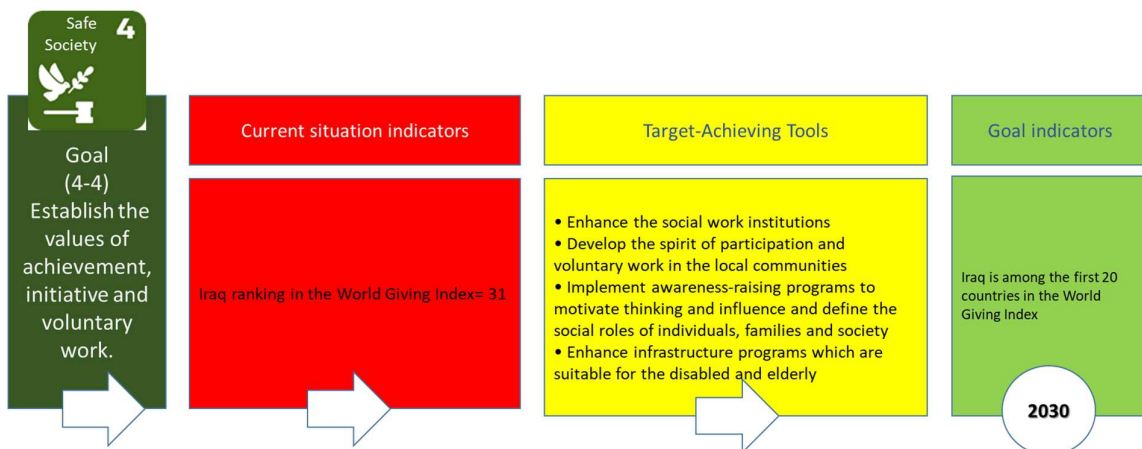 Safe
Society
4
Goal
(4-4)
Establish the
values of
achievement,
initiative and
voluntary
work.
Current situation indicators
Iraq ranking in the World Giving Index= 31
Target-Achieving Tools
• Enhance the social work institutions
• Develop the spirit of participation and
voluntary work in the local communities
• Implement awareness-raising programs to
motivate thinking and influence and define the
social roles of individuals, families and society
• Enhance infrastructure programs which are
suitable for the disabled and elderly
Goal indicators
Iraq is among the first 20
countries in the World
Giving Index
2030